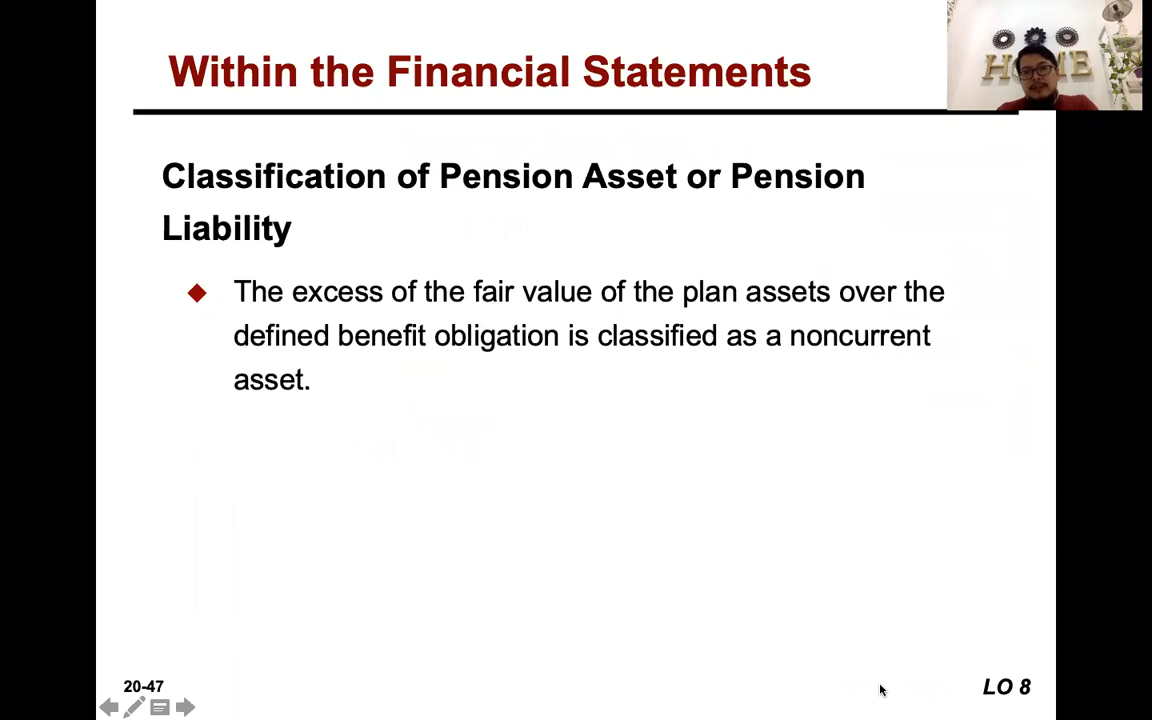 Within the Financial Statements
HOME
Classification of Pension Asset or Pension
Liability
The excess of the fair value of the plan assets over the
defined benefit obligation is classified as a noncurrent
asset.
20-47
LO 8